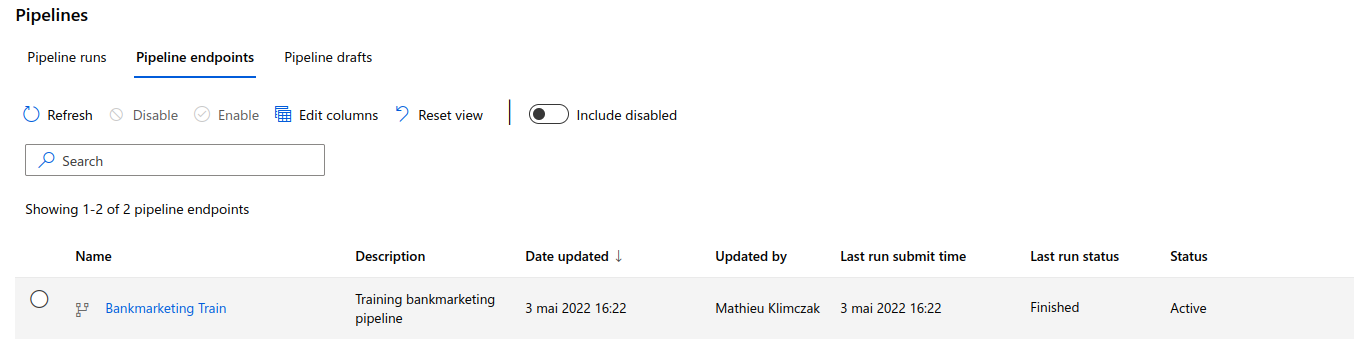 Pipelines
Pipeline runs Pipeline endpoints Pipeline drafts
Refresh Disable Enable Edit columns Reset view Include disabled
Search
Showing 1-2 of 2 pipeline endpoints
Name Description Date updated ↓ Updated by Last run submit time Last run status Status
Bankmarketing Train Training bankmarketing pipeline 3 mai 2022 16:22 Mathieu Klimczak 3 mai 2022 16:22 Finished Active